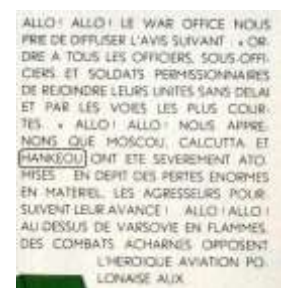 ALLO ! ALLO ! LE WAR OFFICE NOUS
PRIE DE DIFFUSER L'AVIS SUIVANT : « OR-
DRE A TOUS LES OFFICIERS, SOUS-OFFI-
CIERS ET SOLDATS PERMISSIONNAIRES
DE REJOINDRE LEURS UNITES SANS DELAI
ET PAR LES VOIES LES PLUS COUR-
TES. » ALLO ! ALLO ! NOUS APPRE-
NONS QUE MOSCOU, CALCUTTA ET
HANKEOU ONT ETE SEVEREMENT ATO-
MISES. EN DEPIT DES PERTES ENORMES
EN MATERIEL, LES AGRESSEURS POUR-
SUIVENT LEUR AVANCE ! ALLO ! ALLO !
AU-DESSUS DE VARSOVIE EN FLAMMES,
DES COMBATS ACHARNES OPPOSENT
L'HEROIQUE AVIATION PO-
LONAISE AUX